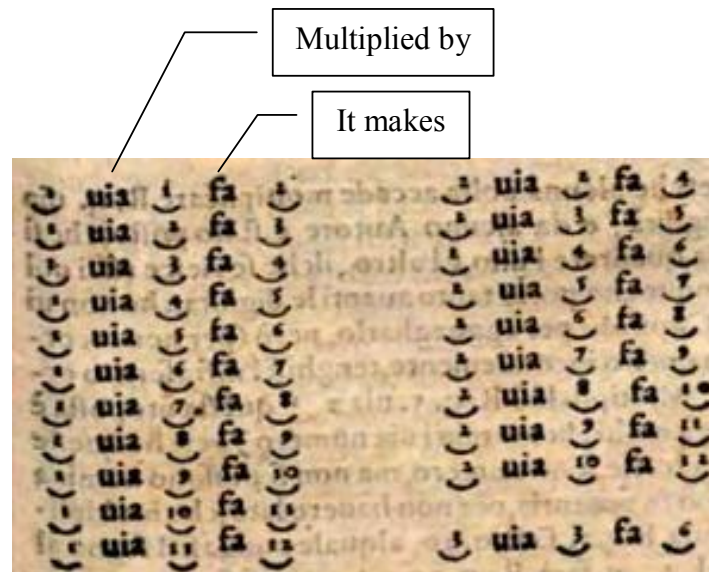 Multiplied by
It makes
1 uia 1 fa 2
1 uia 2 fa 3
1 uia 3 fa 4
1 uia 4 fa 5
1 uia 5 fa 6
1 uia 6 fa 7
1 uia 7 fa 8
1 uia 8 fa 9
1 uia 9 fa 10
1 uia 10 fa 11
1 uia 11 fa 12
2 uia 2 fa 4
2 uia 3 fa 5
2 uia 4 fa 6
2 uia 5 fa 7
2 uia 6 fa 8
2 uia 7 fa 9
2 uia 8 fa 10
2 uia 9 fa 11
2 uia 10 fa 12
3 uia 3 fa 6